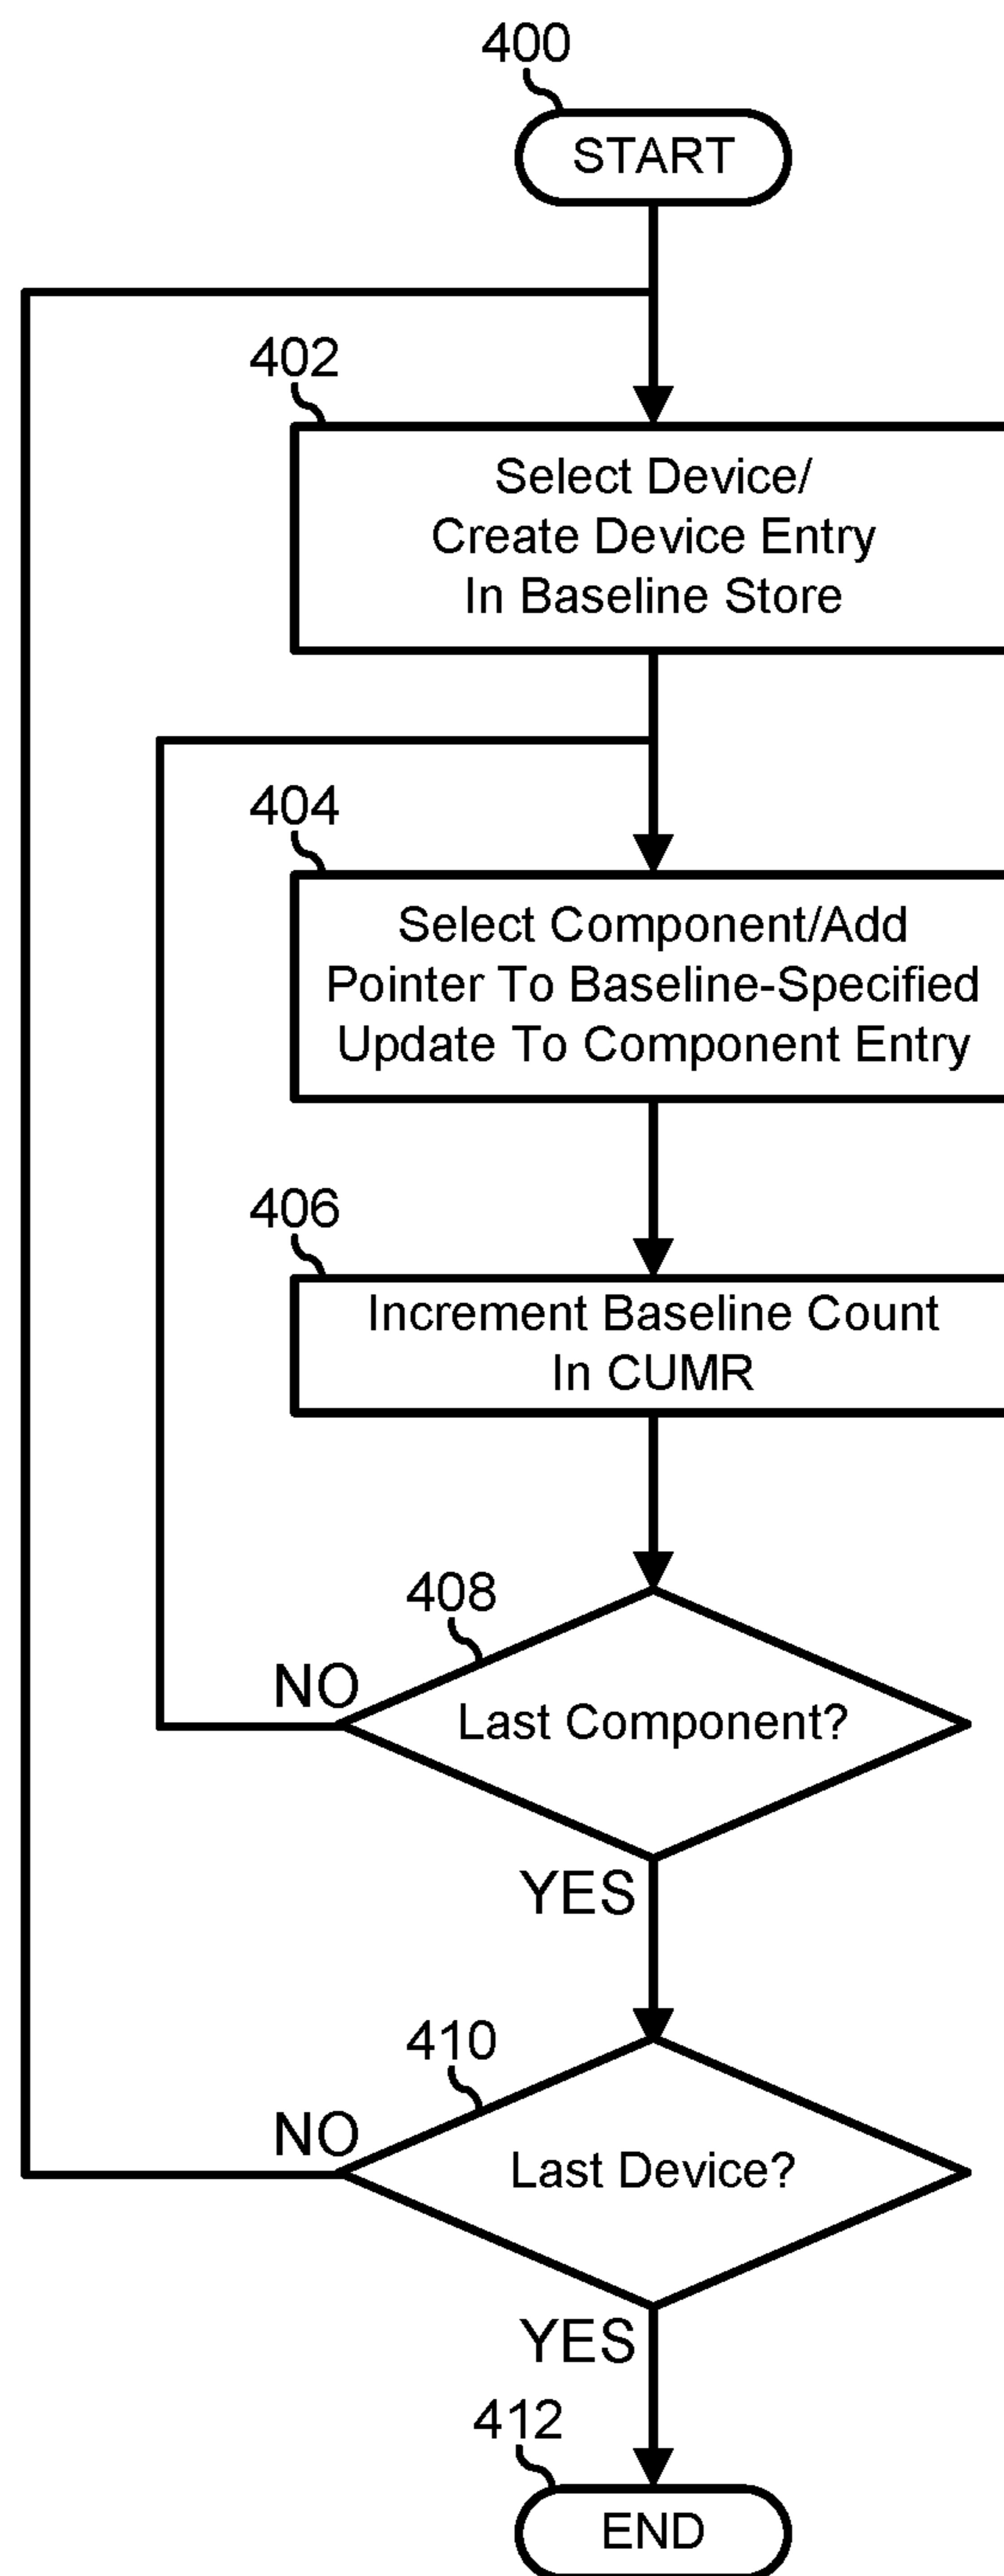 400
START
402
Select Device/
Create Device Entry
In Baseline Store
404
Select Component/Add
Pointer To Baseline-Specified
Update To Component Entry
406
Increment Baseline Count
In CUMR
408
NO
Last Component?
YES
410
NO
Last Device?
YES
412
END